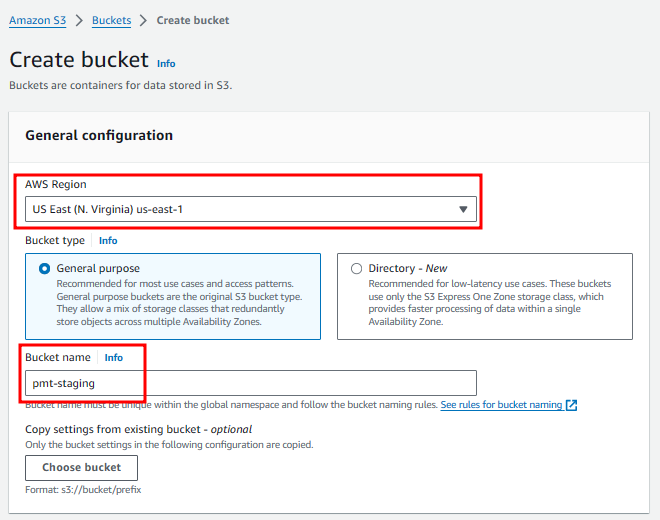 Amazon S3 > Buckets > Create bucket
Create bucket Info
Buckets are containers for data stored in S3.
General configuration
AWS Region
US East (N. Virginia) us-east-1
Bucket type Info
General purpose
Recommended for most use cases and access patterns.
General purpose buckets are the original S3 bucket type.
They allow a mix of storage classes that redundantly
store objects across multiple Availability Zones.
Directory - New
Recommended for low-latency use cases. These buckets
use only the S3 Express One Zone storage class, which
provides faster processing of data within a single
Availability Zone.
Bucket name Info
pmt-staging
Bucket name must be unique within the global namespace and follow the bucket naming rules. See rules for bucket naming
Copy settings from existing bucket - optional
Only the bucket settings in the following configuration are copied.
Choose bucket
Format: s3://bucket/prefix